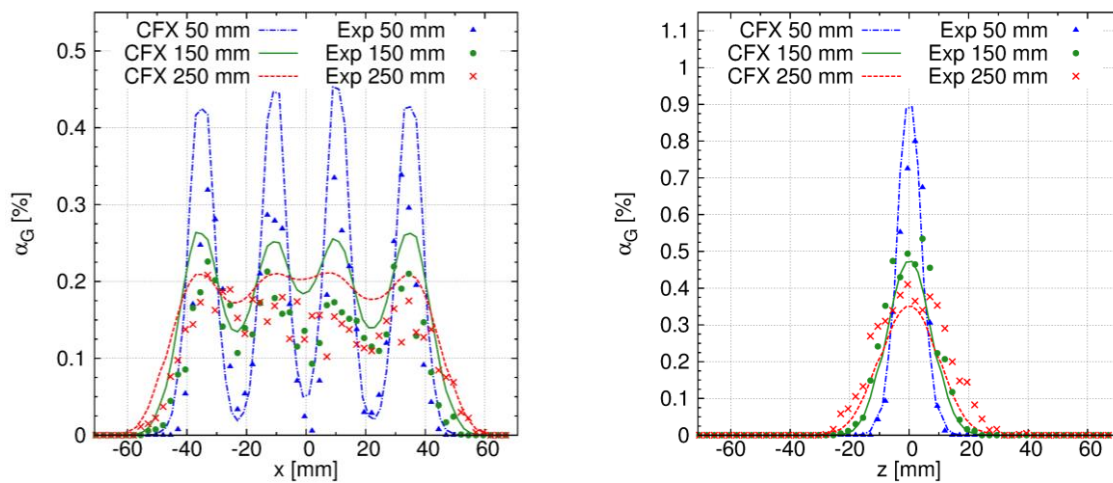 CFX 50 mm Exp 50 mm
CFX 150 mm Exp 150 mm
CFX 250 mm Exp 250 mm
0.5
0.4
0.3
0.2
0.1
0
αG [%]
-60 -40 -20 0 20 40 60
x [mm]
CFX 50 mm Exp 50 mm
CFX 150 mm Exp 150 mm
CFX 250 mm Exp 250 mm
1.1
1
0.9
0.8
0.7
0.6
0.5
0.4
0.3
0.2
0.1
0
αG [%]
-60 -40 -20 0 20 40 60
z [mm]